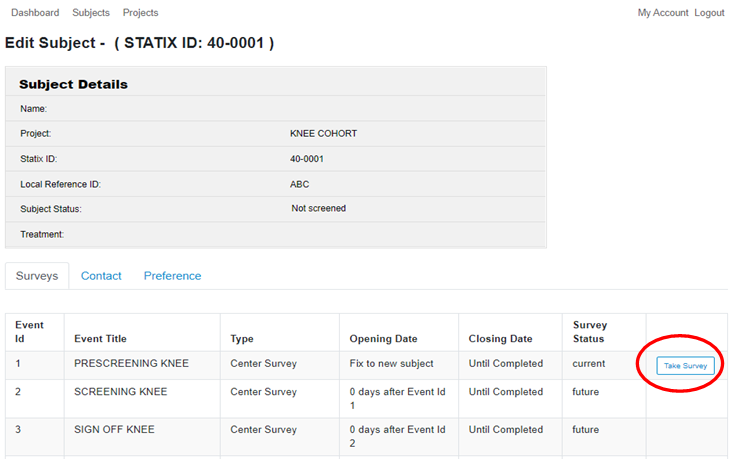 Dashboard Subjects Projects My Account Logout
Edit Subject - ( STATIX ID: 40-0001 )
Subject Details
Name:
Project: KNEE COHORT
Statix ID: 40-0001
Local Reference ID: ABC
Subject Status: Not screened
Treatment:
Surveys Contact Preference
Event Id Event Title Type Opening Date Closing Date Survey Status
1 PRESCREENING KNEE Center Survey Fix to new subject Until Completed current Take Survey
2 SCREENING KNEE Center Survey 0 days after Event Id 1 Until Completed future
3 SIGN OFF KNEE Center Survey 0 days after Event Id 2 Until Completed future